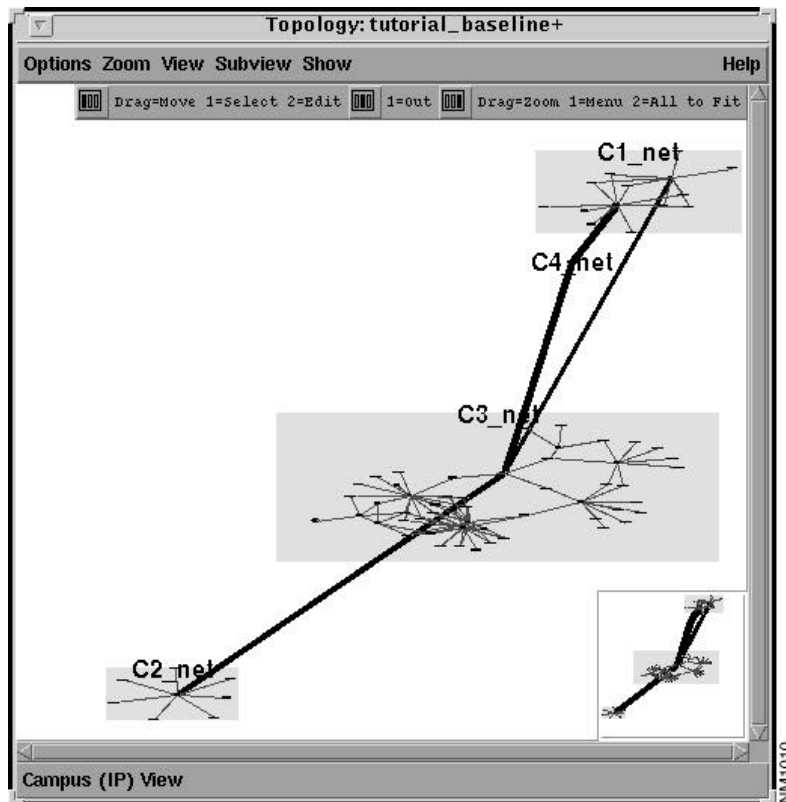 Topology: tutorial_baseline+
Options Zoom View Subview Show Help
Drag=Move 1=Select 2=Edit 1=Out Drag=Zoom 1=Menu 2=All to Fit
C1_net
C4_net
C3_net
C2_net
Campus (IP) View
NM1010